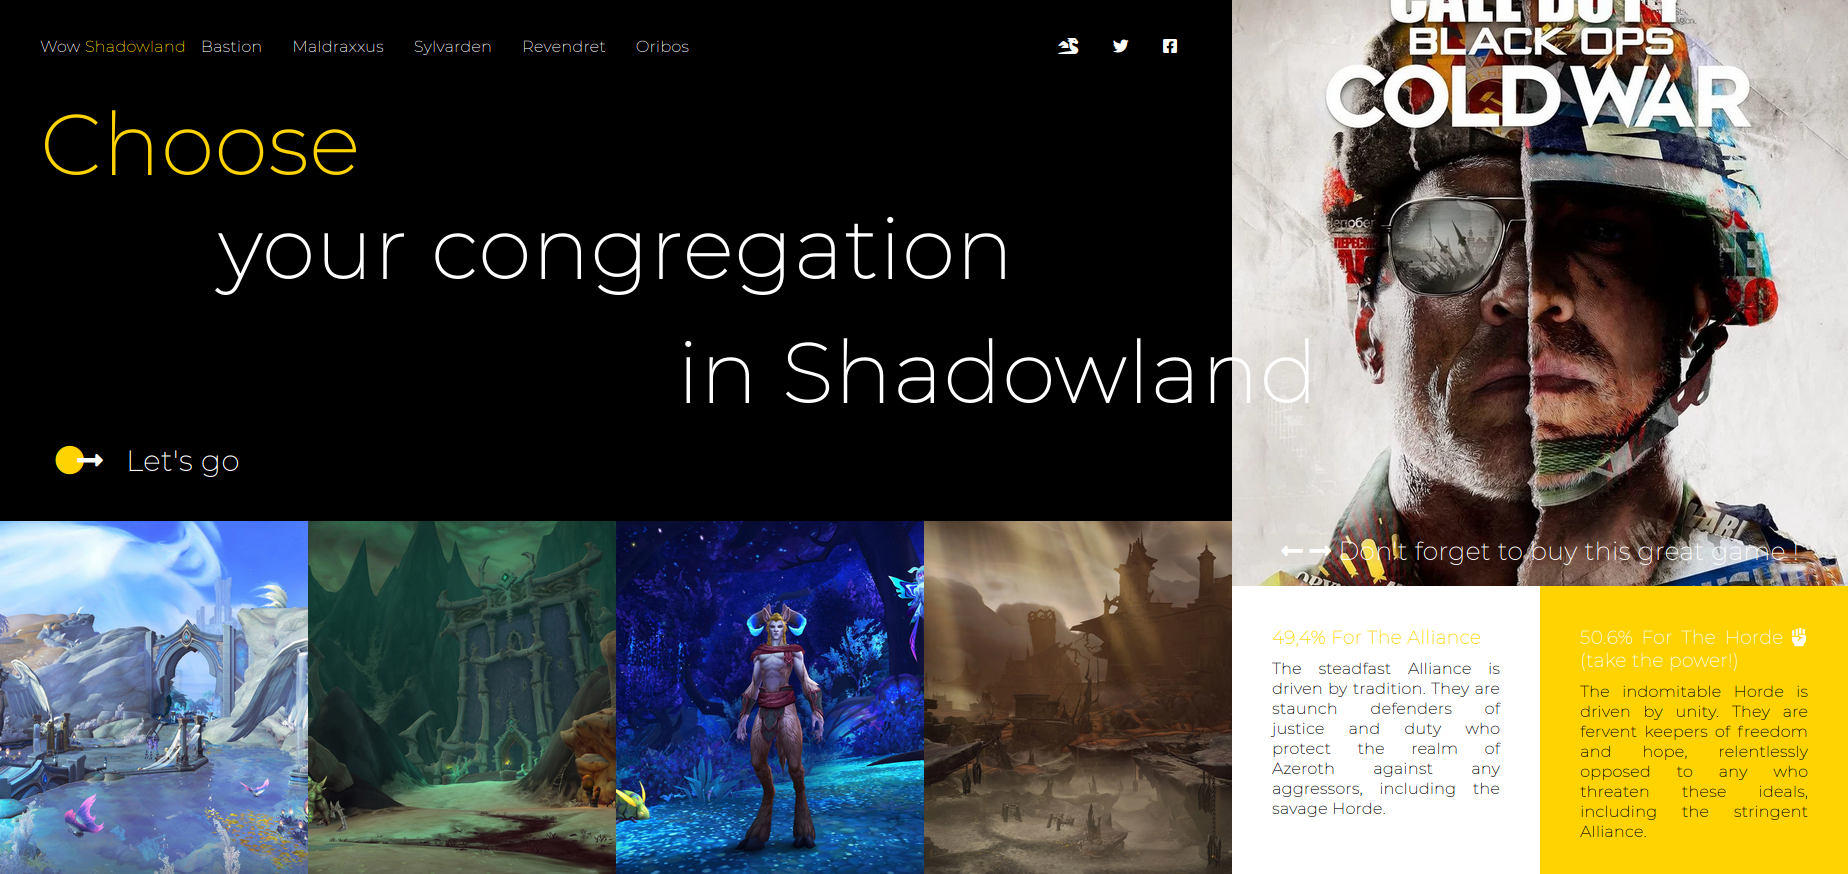 Wow Shadowland Bastion Maldraxxus Sylvarden Revendret Oribos
Choose
your congregation
in Shadowland
Let's go
CALL DUTY
BLACK OPS
COLD WAR
Don't forget to buy this great game !
49,4% For The Alliance
The steadfast Alliance is
driven by tradition. They are
staunch defenders of
justice and duty who
protect the realm of
Azeroth against any
aggressors, including the
savage Horde.
50.6% For The Horde
(take the power!)
The indomitable Horde is
driven by unity. They are
fervent keepers of freedom
and hope, relentlessly
opposed to any who
threaten these ideals,
including the stringent
Alliance.